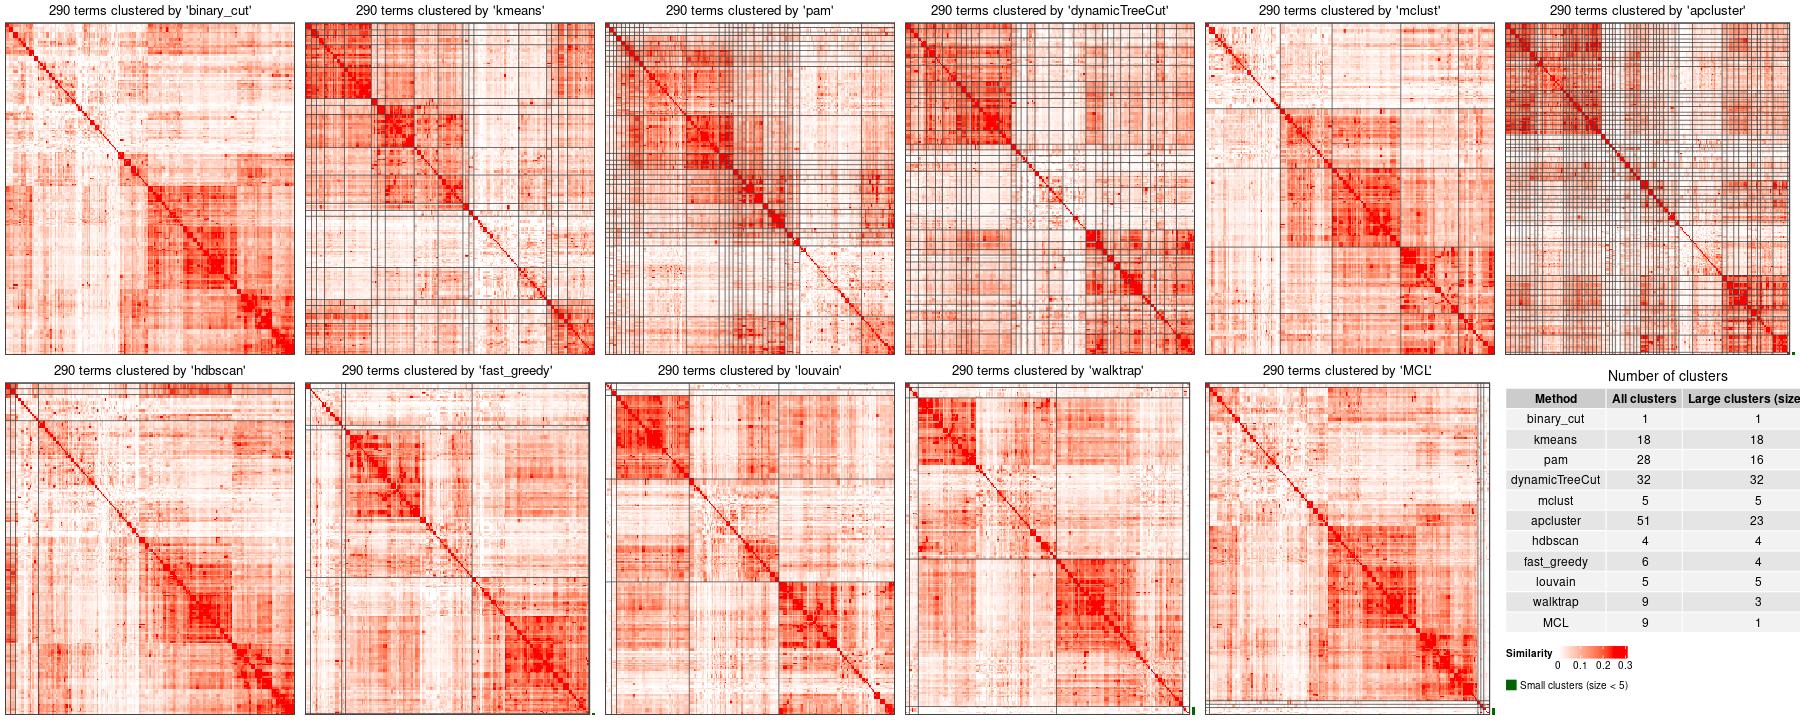 290 terms clustered by 'binary_cut'
290 terms clustered by 'kmeans'
290 terms clustered by 'pam'
290 terms clustered by 'dynamicTreeCut'
290 terms clustered by 'mclust'
290 terms clustered by 'apcluster'
290 terms clustered by 'hdbscan'
290 terms clustered by 'fast_greedy'
290 terms clustered by 'louvain'
290 terms clustered by 'walktrap'
290 terms clustered by 'MCL'
Number of clusters
Method All clusters Large clusters (size
binary_cut 1 1
kmeans 18 18
pam 28 16
dynamicTreeCut 32 32
mclust 5 5
apcluster 51 23
hdbscan 4 4
fast_greedy 6 4
louvain 5 5
walktrap 9 3
MCL 9 1
Similarity
0 0.1 0.2 0.3
Small clusters (size < 5)